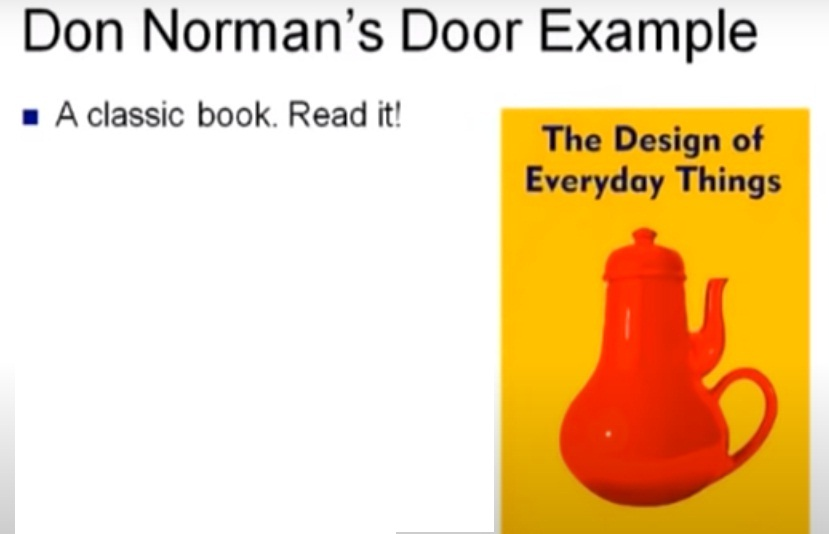 Don Norman's Door Example
A classic book. Read it!
The Design of
Everyday Things